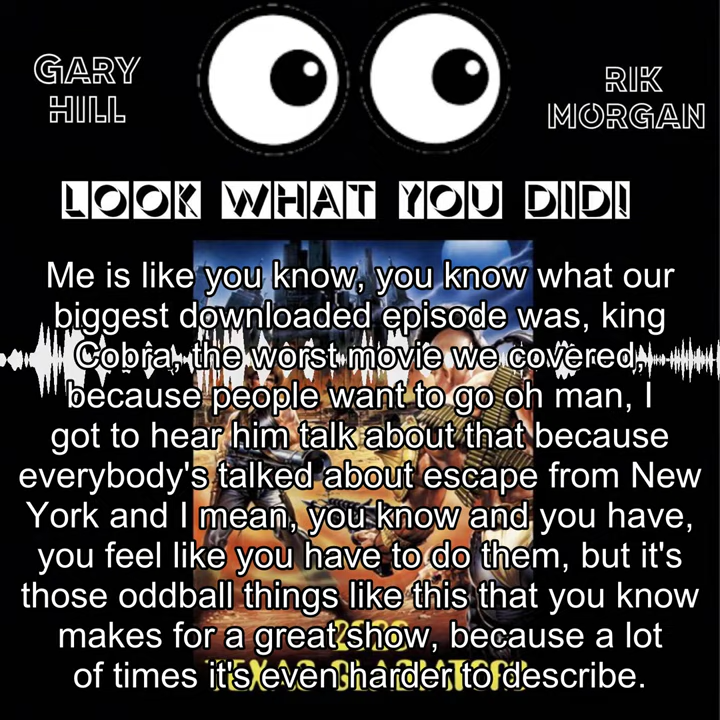 GARY
HILL
RIK
MORGAN
LOOK WHAT YOU DID!
Me is like you know, you know what our
biggest downloaded episode was, king
Cobra, the worst movie we covered,
because people want to go oh man, I
got to hear him talk about that because
everybody's talked about escape from New
York and I mean, you know and you have,
you feel like you have to do them, but it's
those oddball things like this that you know
makes for a great show, because a lot
of times it's even harder to describe.
TEXAS GLADIATORS